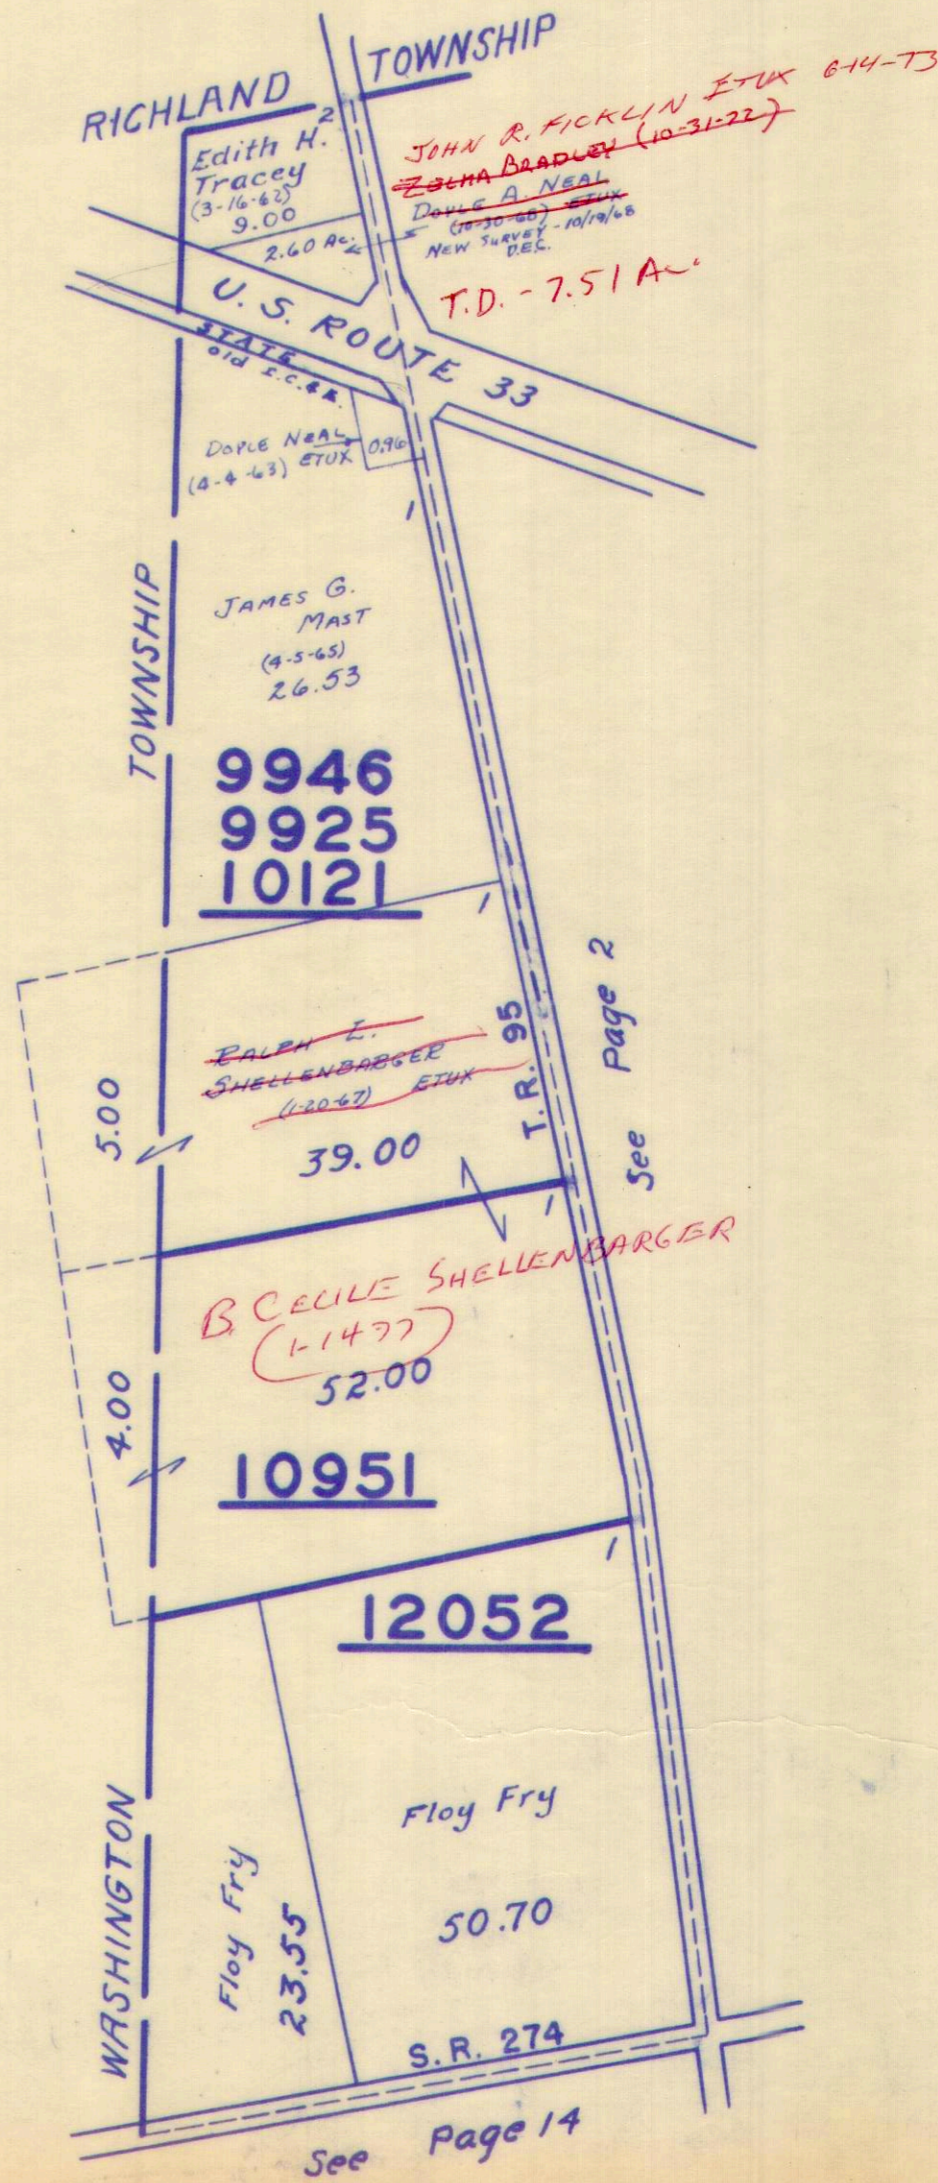 RICHLAND TOWNSHIP
2
Edith H.
Tracey
(3-16-62)
9.00
2.60 Ac.
JOHN R. FICKLIN ETUX 6-14-73
ZELMA BRADLEY (10-31-72)
DOYLE A. NEAL
(10-30-68) ETUX
NEW SURVEY - 10/19/68
D.E.C.
T.D. - 7.51 Ac.
U.S. ROUTE 33
STATE
old
DOYLE NEAL
(4-4-63) ETUX
0.96
1
TOWNSHIP
JAMES G.
MAST
(4-5-65)
26.53
9946
9925
10121
1
RALPH L.
SHELLENBARGER
(1-20-67) ETUX
39.00
5.00
T.R. 95
See Page 2
1
B. CECILE SHELLENBARGER
(1-14-77)
52.00
4.00
10951
1
12052
WASHINGTON
Floy Fry
23.55
Floy Fry
50.70
S.R. 274
See Page 14